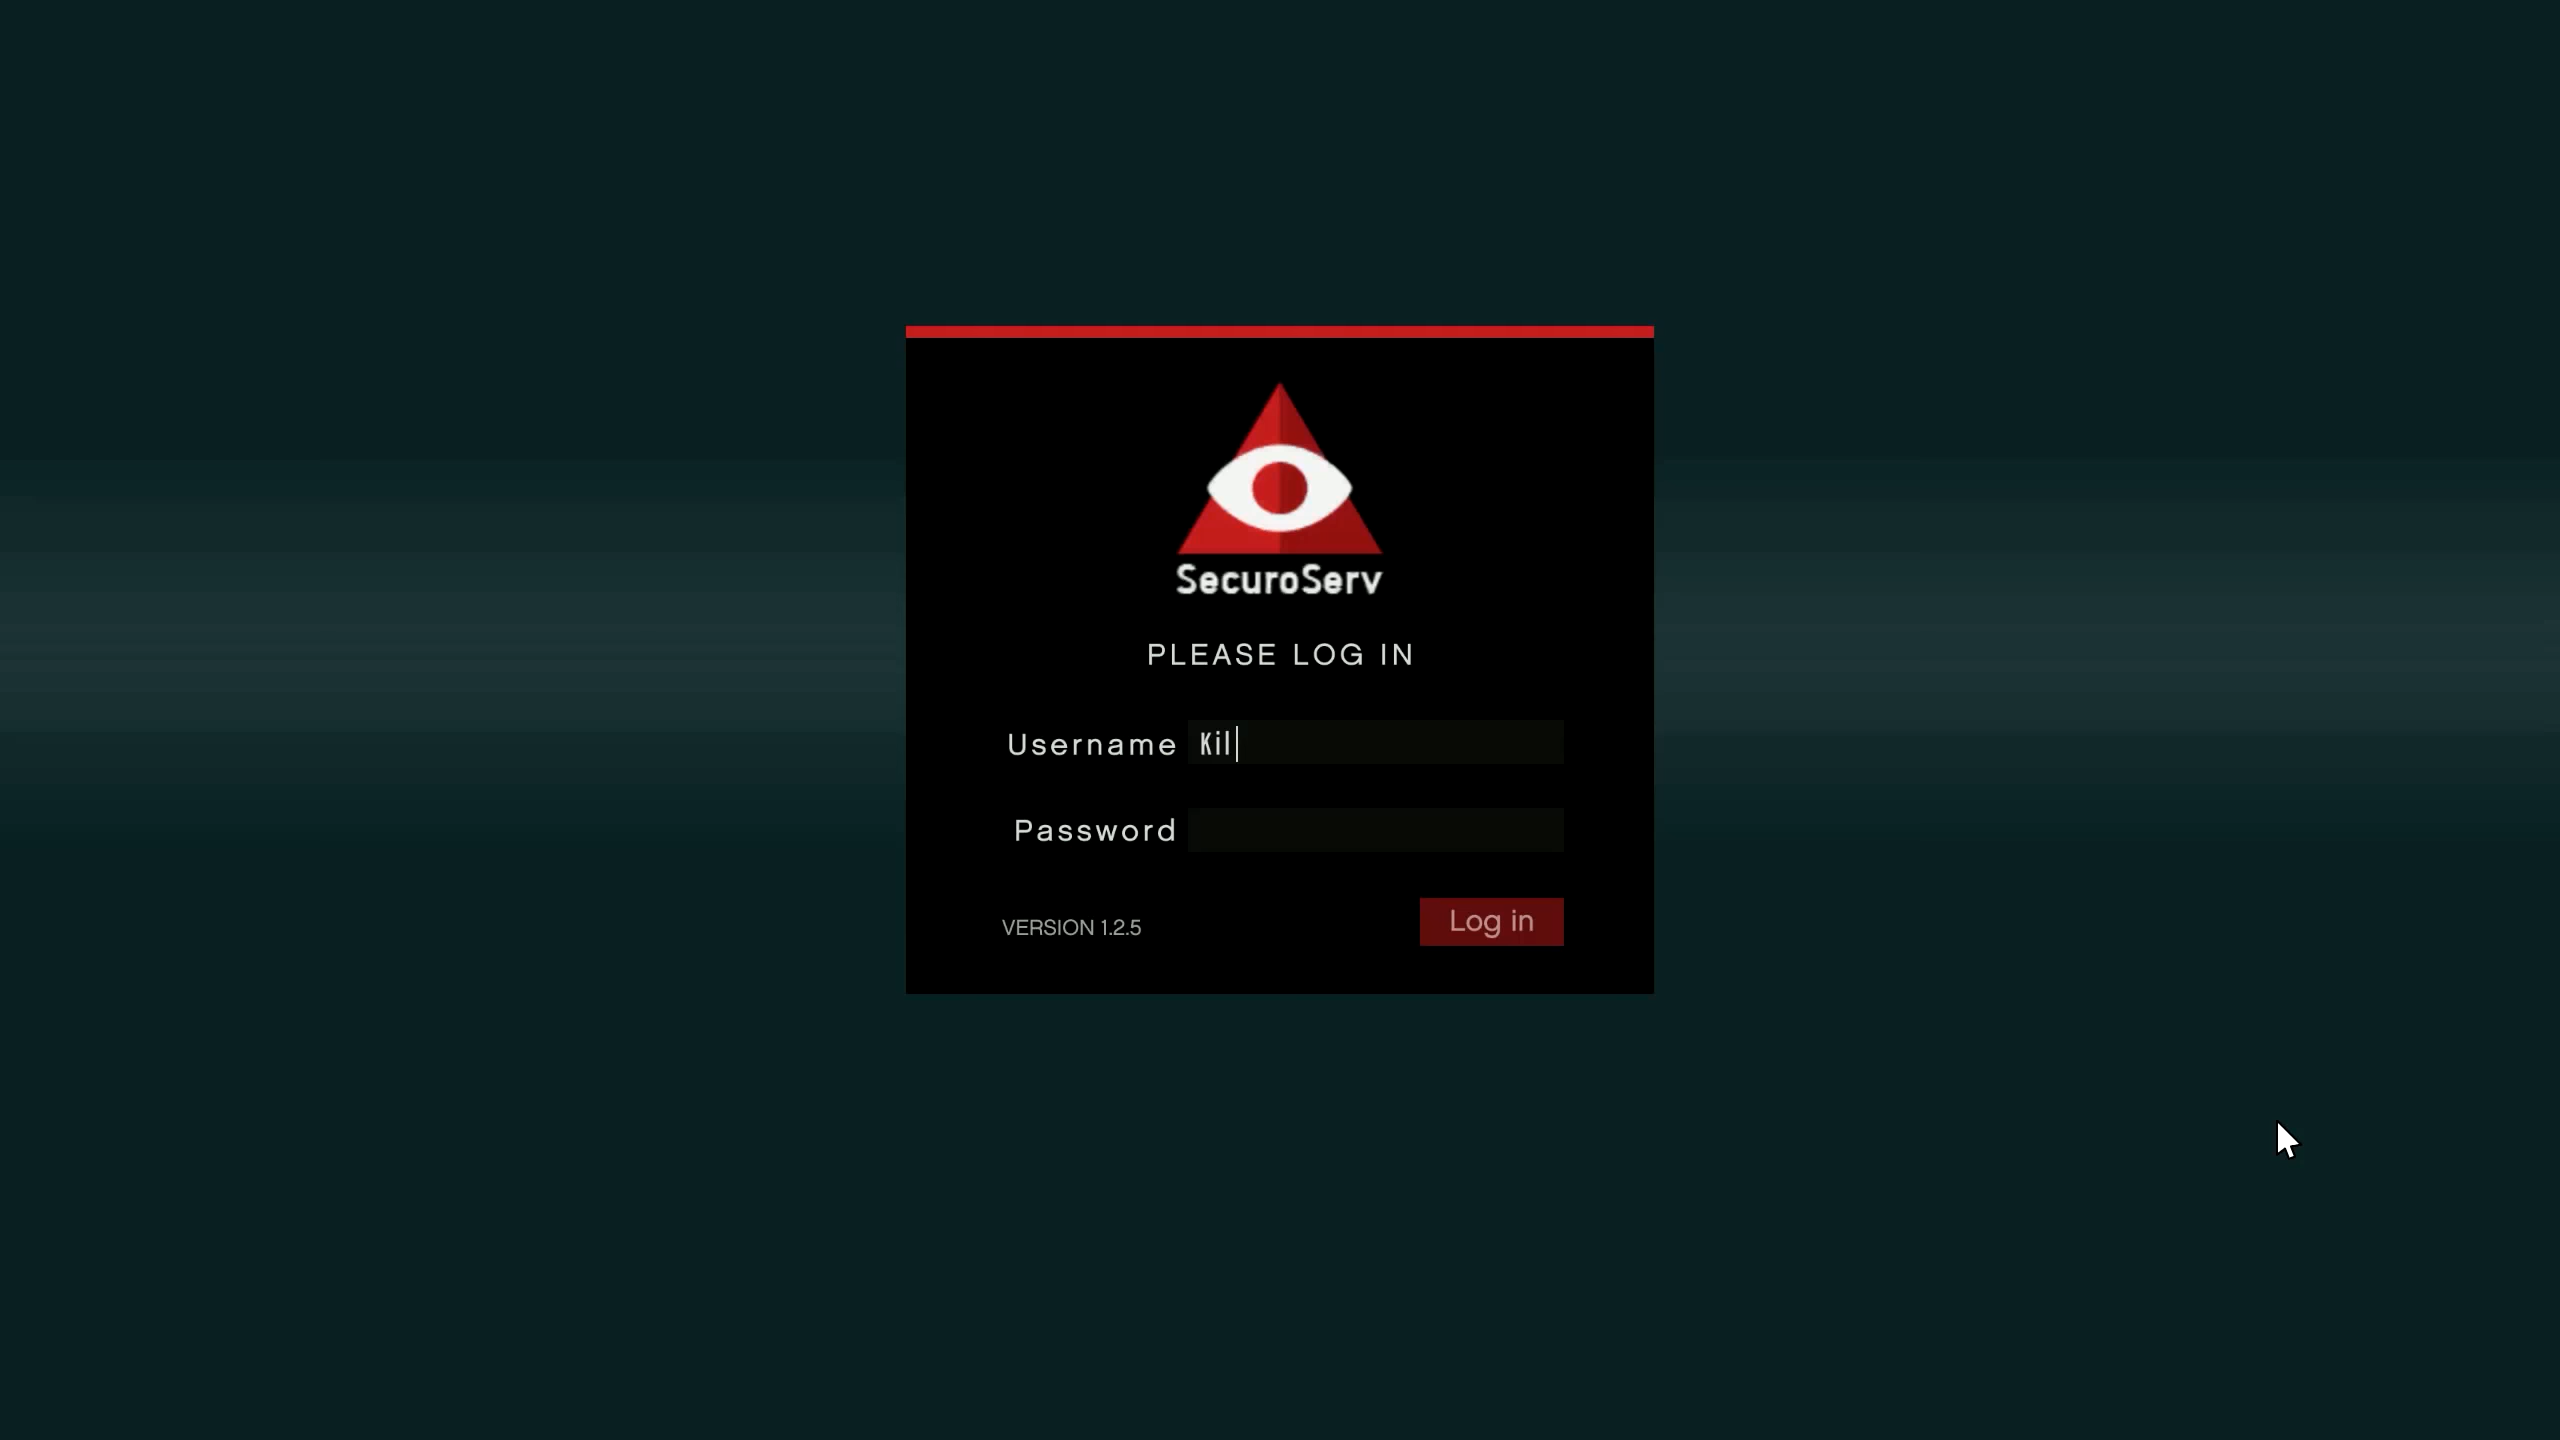 SecuroServ
PLEASE LOG IN
Username Kil
Password
VERSION 1.2.5 Log in